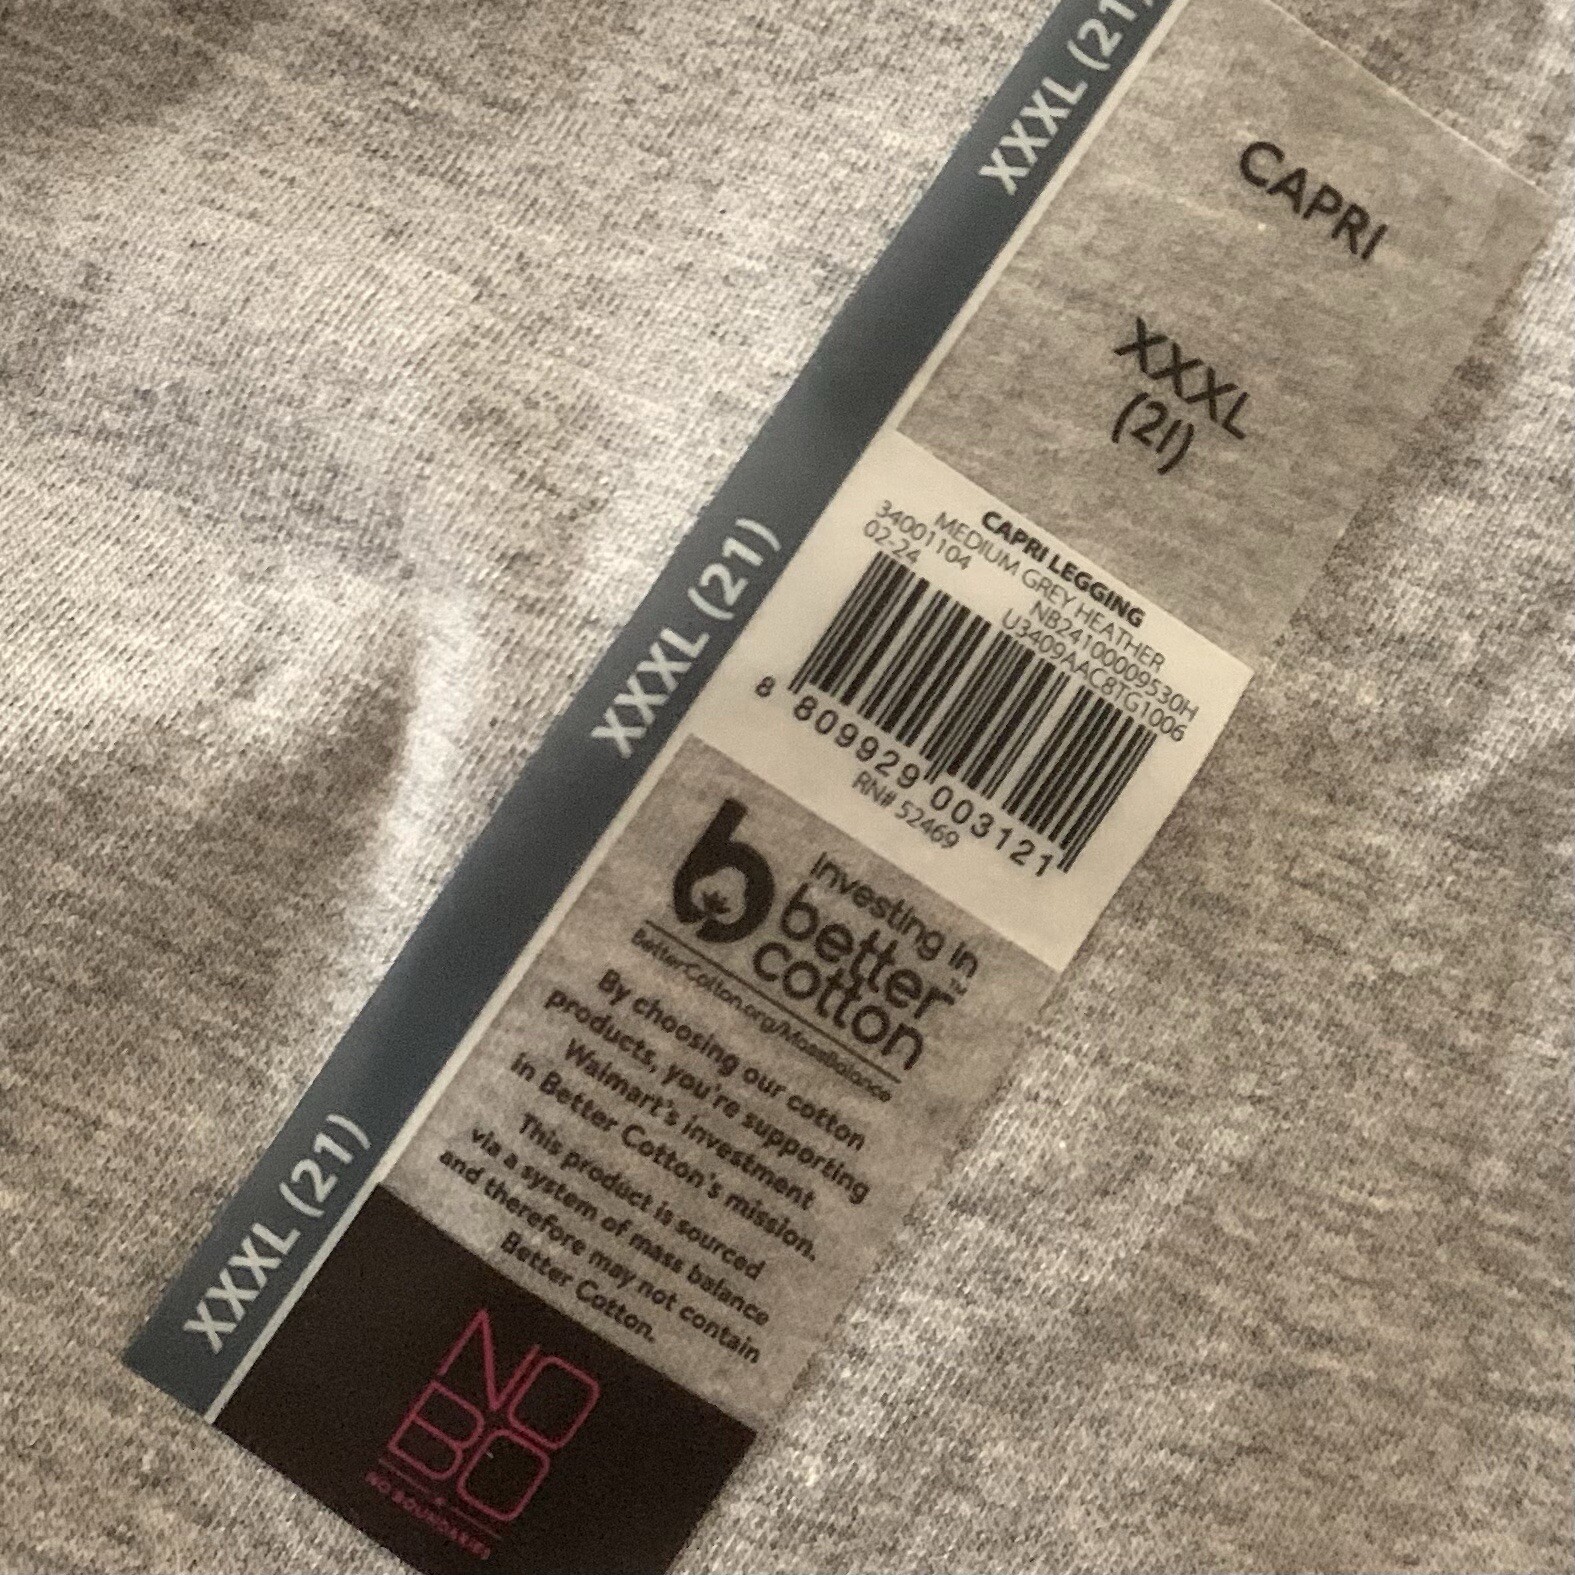 XXXL (21)
CAPRI
XXXL
(21)
CAPRI LEGGING
MEDIUM GREY HEATHER
34001104 NB24100009530H
02-24 U3409AAC8TG1006
8 809929 003121
RN# 52469
XXXL (21)
investing in
better™
cotton
BetterCotton.org/MassBalance
By choosing our cotton
products, you're supporting
Walmart's investment
in Better Cotton's mission.
This product is sourced
via a system of mass balance
and therefore may not contain
Better Cotton.
XXXL (21)
NO
BO
NO BOUNDARIES